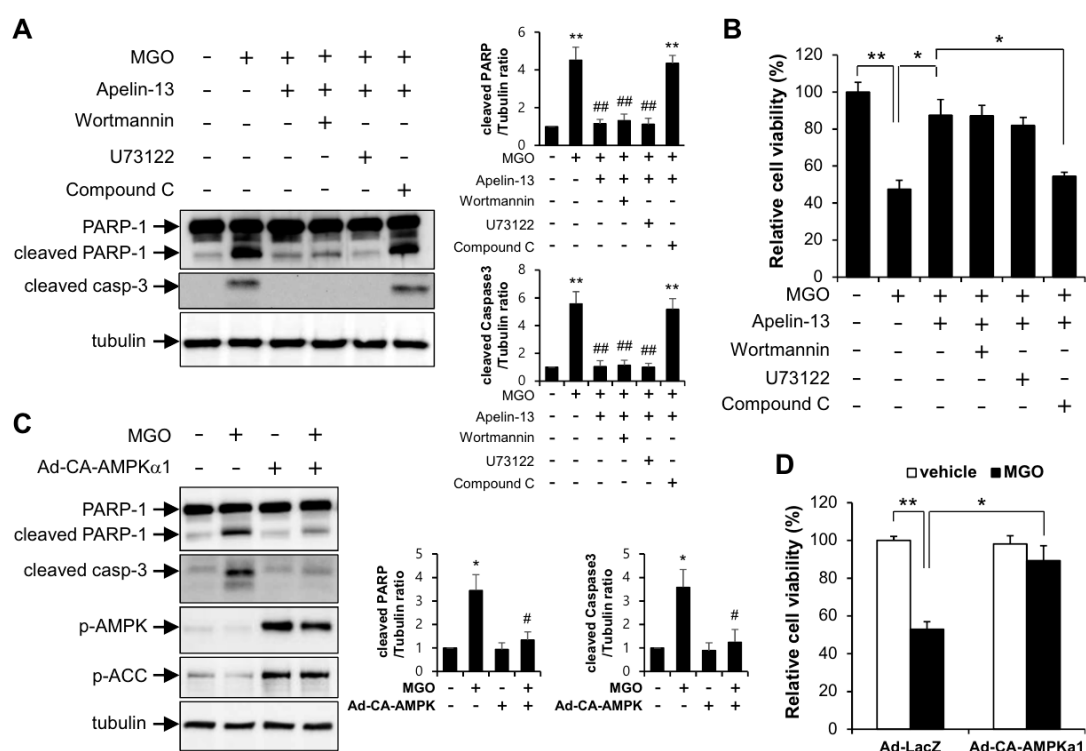 A
MGO - + + + + +
Apelin-13 - - + + + +
Wortmannin - - - + - -
U73122 - - - - + -
Compound C - - - - - +
PARP-1
cleaved PARP-1
cleaved casp-3
tubulin
cleaved PARP
/Tubulin ratio
6
4
2
0
** ## ## ## **
MGO - + + + + +
Apelin-13 - - + + + +
Wortmannin - - - + - -
U73122 - - - - + -
Compound C - - - - - +
cleaved Caspase3
/Tubulin ratio
8
6
4
2
0
** ## ## ## **
MGO - + + + + +
Apelin-13 - - + + + +
Wortmannin - - - + - -
U73122 - - - - + -
Compound C - - - - - +
B
Relative cell viability (%)
120
100
80
60
40
20
0
** * *
MGO - + + + + +
Apelin-13 - - + + + +
Wortmannin - - - + - -
U73122 - - - - + -
Compound C - - - - - +
C
MGO - + - +
Ad-CA-AMPKα1 - - + +
PARP-1
cleaved PARP-1
cleaved casp-3
p-AMPK
p-ACC
tubulin
cleaved PARP
/Tubulin ratio
5
4
3
2
1
0
* #
MGO - + - +
Ad-CA-AMPK - - + +
cleaved Caspase3
/Tubulin ratio
5
4
3
2
1
0
* #
MGO - + - +
Ad-CA-AMPK - - + +
D
vehicle MGO
Relative cell viability (%)
120
100
80
60
40
20
0
** *
Ad-LacZ Ad-CA-AMPKa1